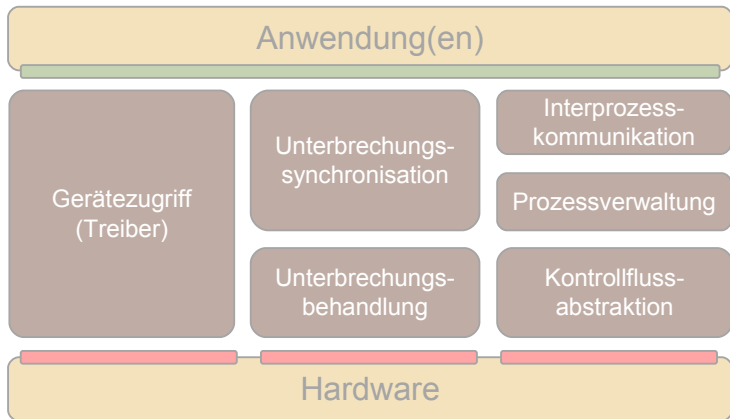 Anwendung(en)
Gerätezugriff
(Treiber)
Unterbrechungs-
synchronisation
Unterbrechungs-
behandlung
Interprozess-
kommunikation
Prozessverwaltung
Kontrollfluss-
abstraktion
Hardware